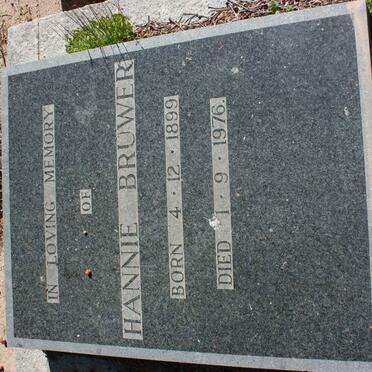 IN LOVING MEMORY
OF
HANNIE BRUWER
BORN 4 · 12 · 1899
DIED 1 · 9 · 1976.